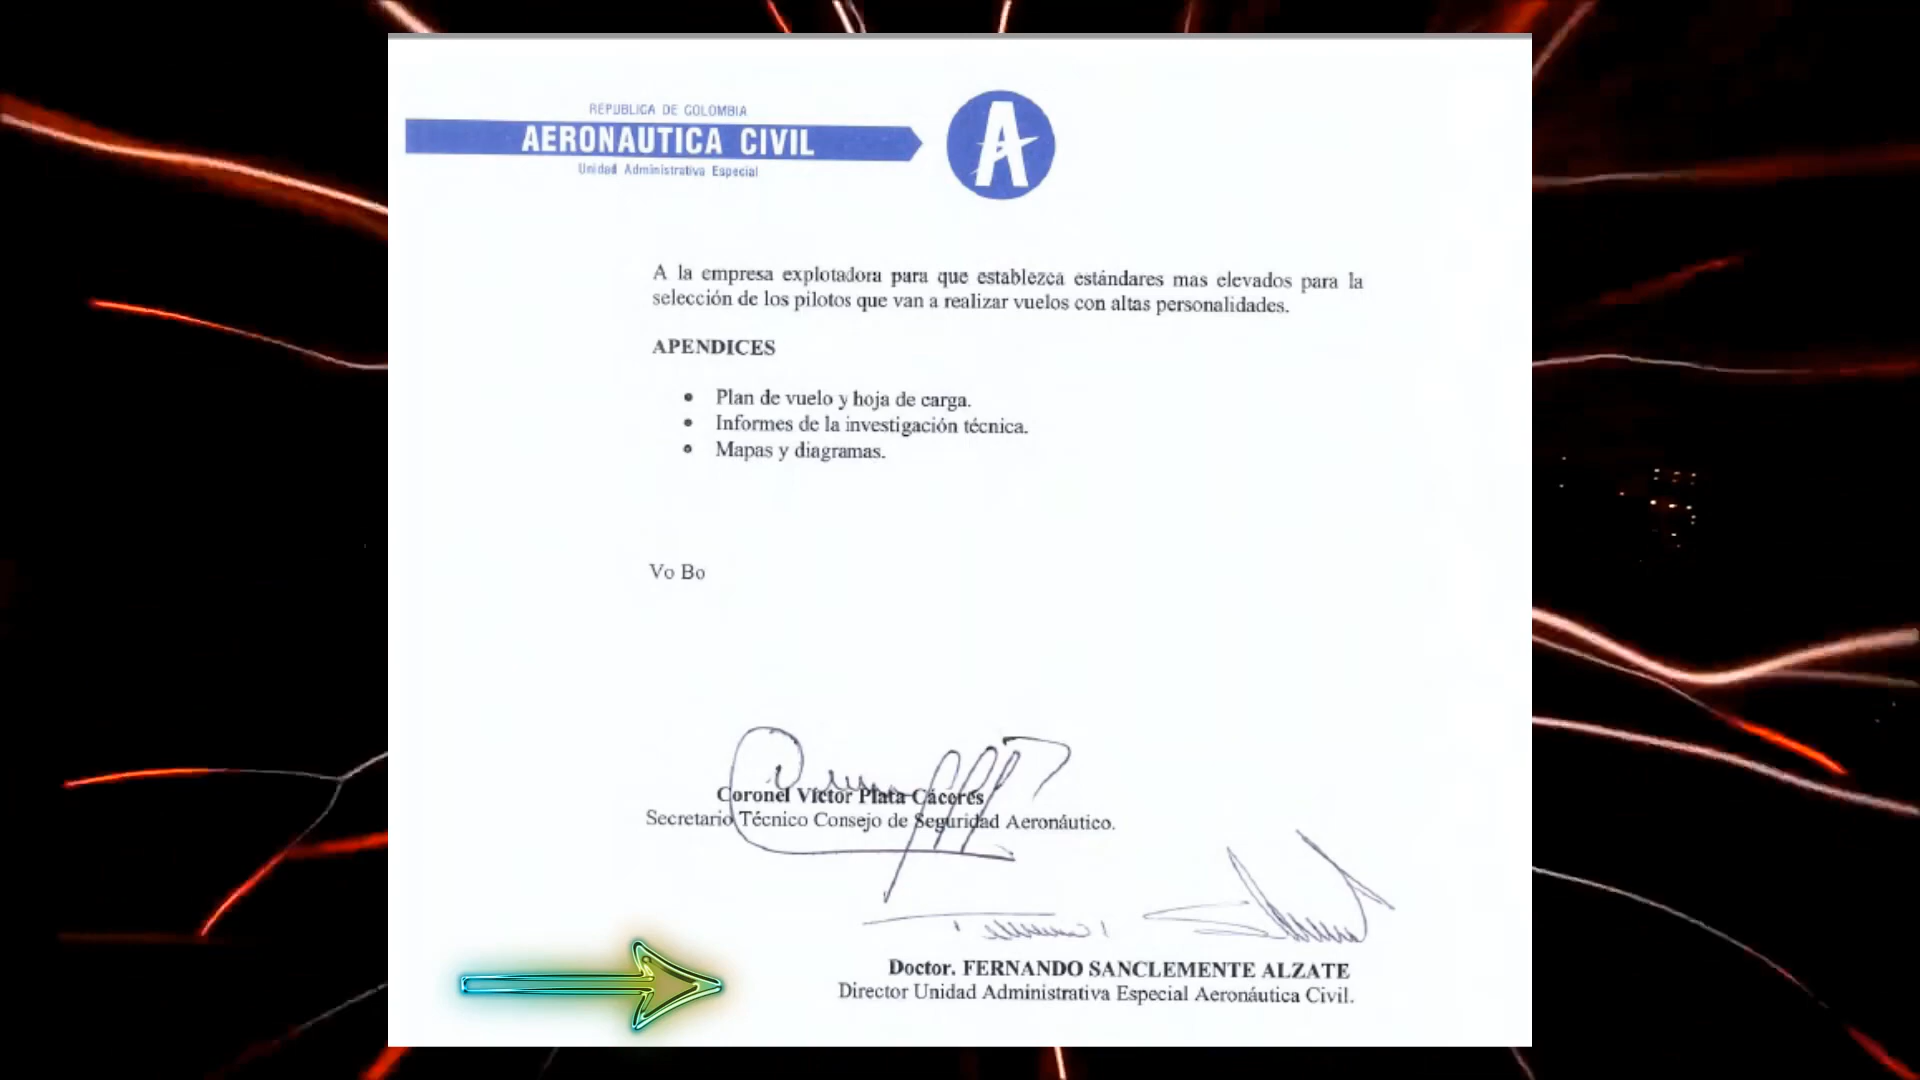 REPUBLICA DE COLOMBIA
AERONAUTICA CIVIL
Unidad Administrativa Especial
A la empresa explotadora para que establezca estándares mas elevados para la
selección de los pilotos que van a realizar vuelos con altas personalidades.
APENDICES
• Plan de vuelo y hoja de carga.
• Informes de la investigación técnica.
• Mapas y diagramas.
Vo Bo
Coronel Víctor Plata Cáceres
Secretario Técnico Consejo de Seguridad Aeronáutico.
Doctor. FERNANDO SANCLEMENTE ALZATE
Director Unidad Administrativa Especial Aeronáutica Civil.